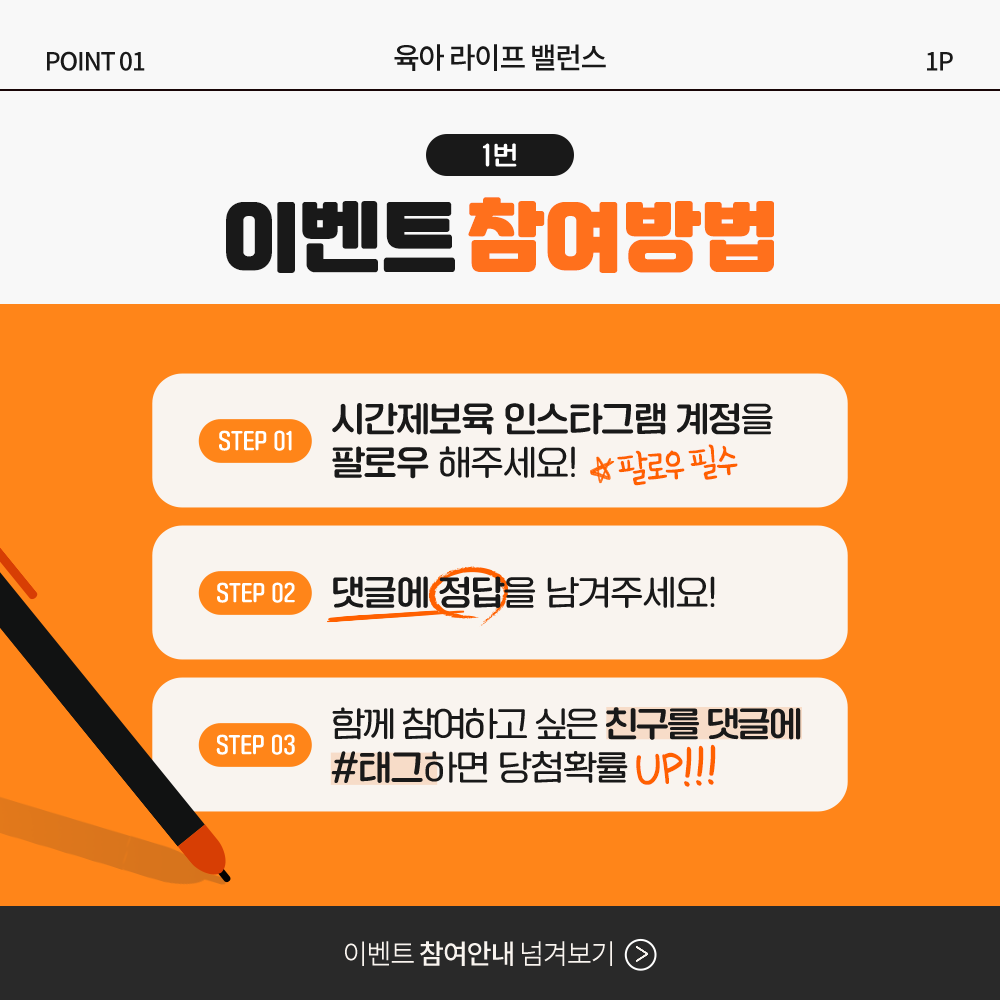 POINT 01
육아 라이프 밸런스
1P
1번
이벤트 참여방법
STEP 01
시간제보육 인스타그램 계정을
팔로우 해주세요! ☆팔로우 필수
STEP 02
댓글에 정답을 남겨주세요!
STEP 03
함께 참여하고 싶은 친구를 댓글에
#태그하면 당첨확률 UP!!!
이벤트 참여안내 넘겨보기